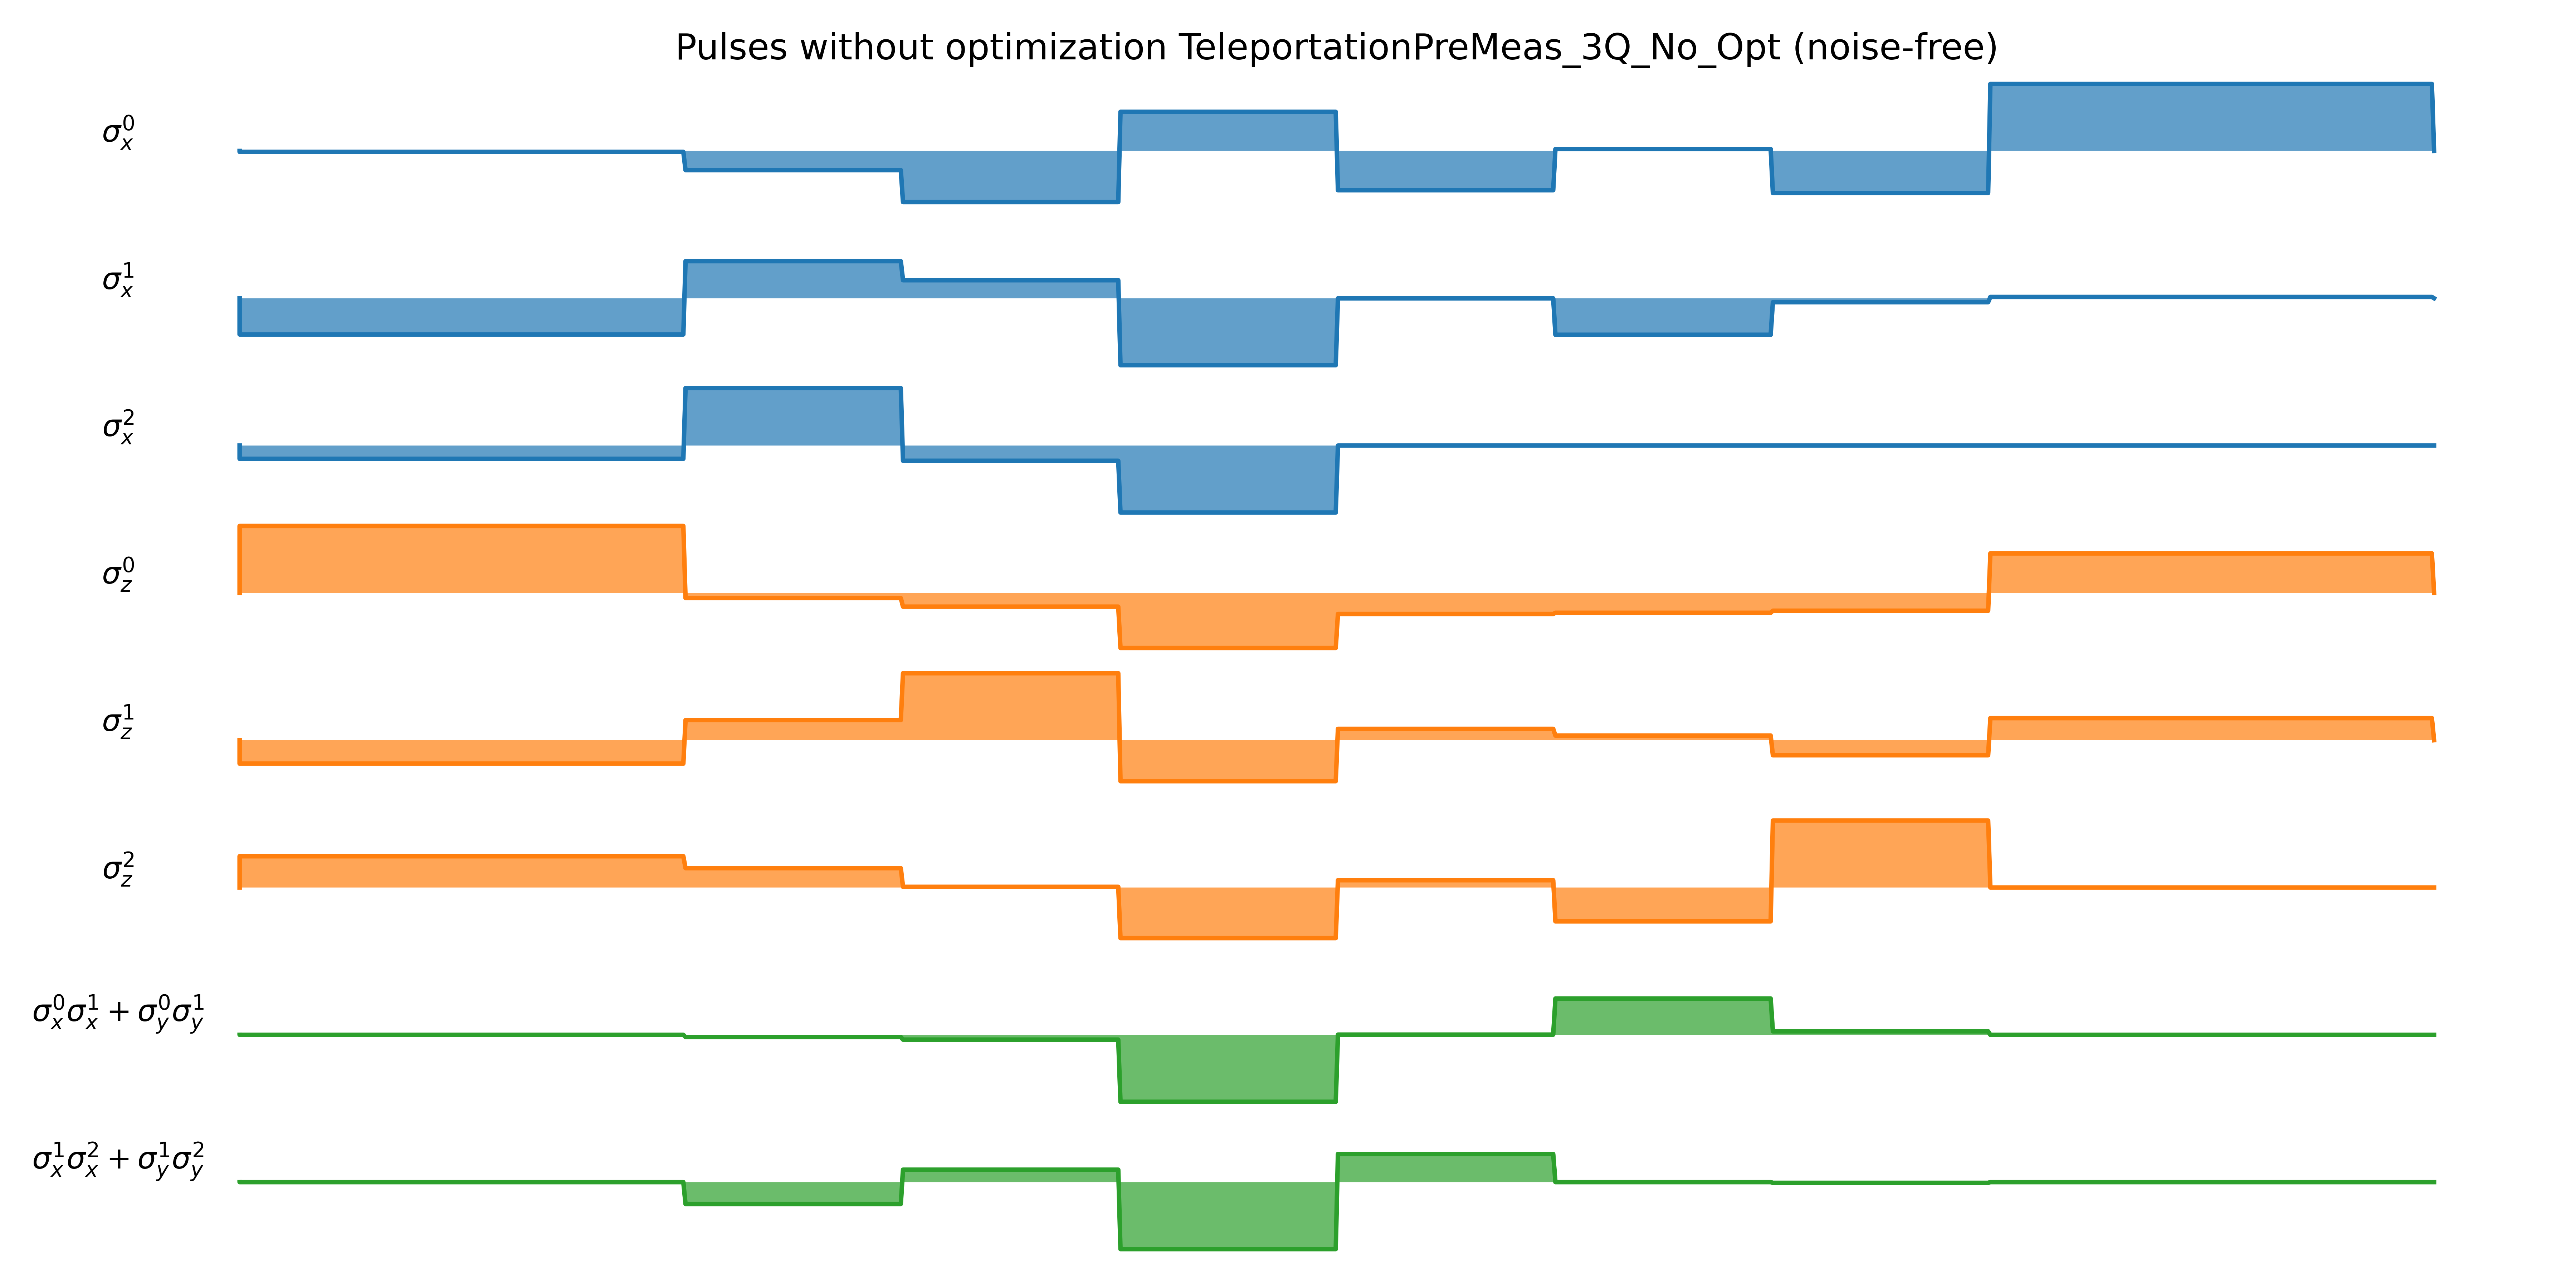 Pulses without optimization TeleportationPreMeas_3Q_No_Opt (noise-free)
σ_x^0
σ_x^1
σ_x^2
σ_z^0
σ_z^1
σ_z^2
σ_x^0σ_x^1 + σ_y^0σ_y^1
σ_x^1σ_x^2 + σ_y^1σ_y^2